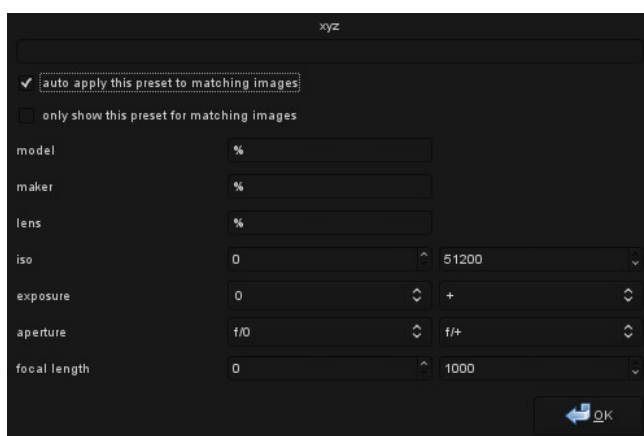 xyz
auto apply this preset to matching images
only show this preset for matching images
model %
maker %
lens %
iso 0 51200
exposure 0 +
aperture f/0 f/+
focal length 0 1000
OK